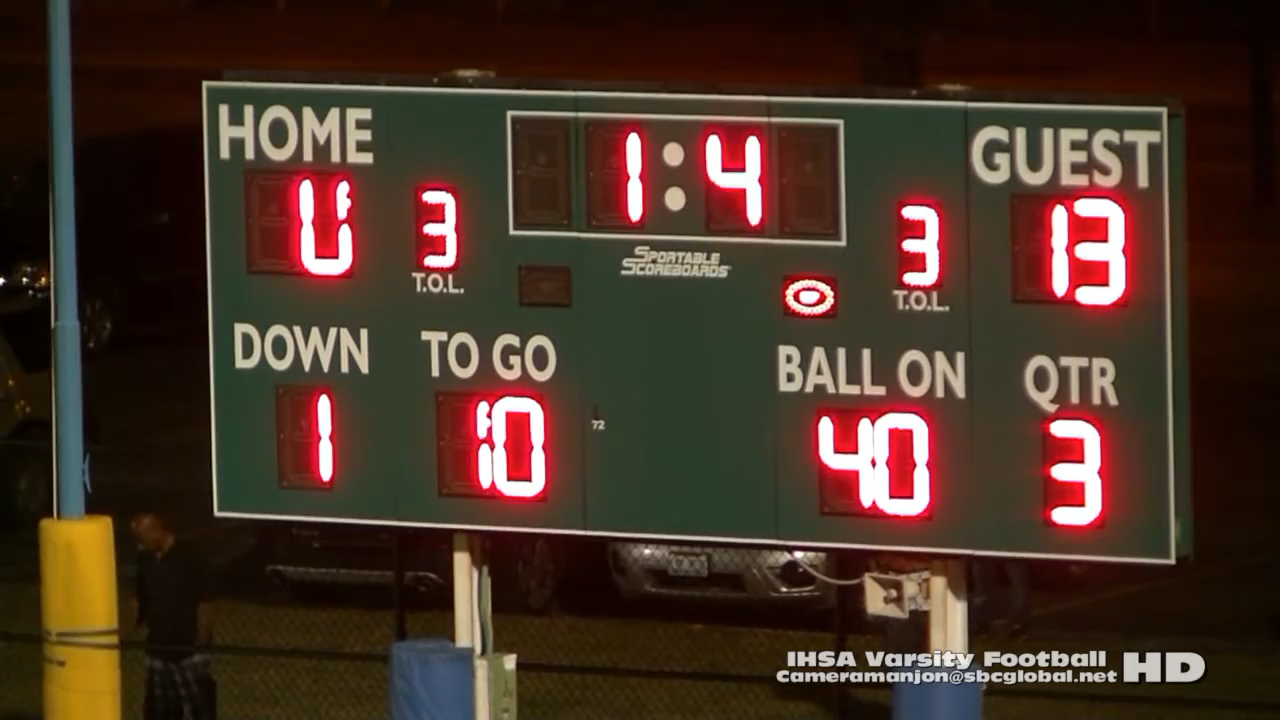 HOME
1:4
GUEST
3
3
13
T.O.L.
SPORTABLE
SCOREBOARDS
T.O.L.
DOWN
TO GO
BALL ON
QTR
1
10
72
40
3
IHSA Varsity Football HD
cameramanjon@sbcglobal.net